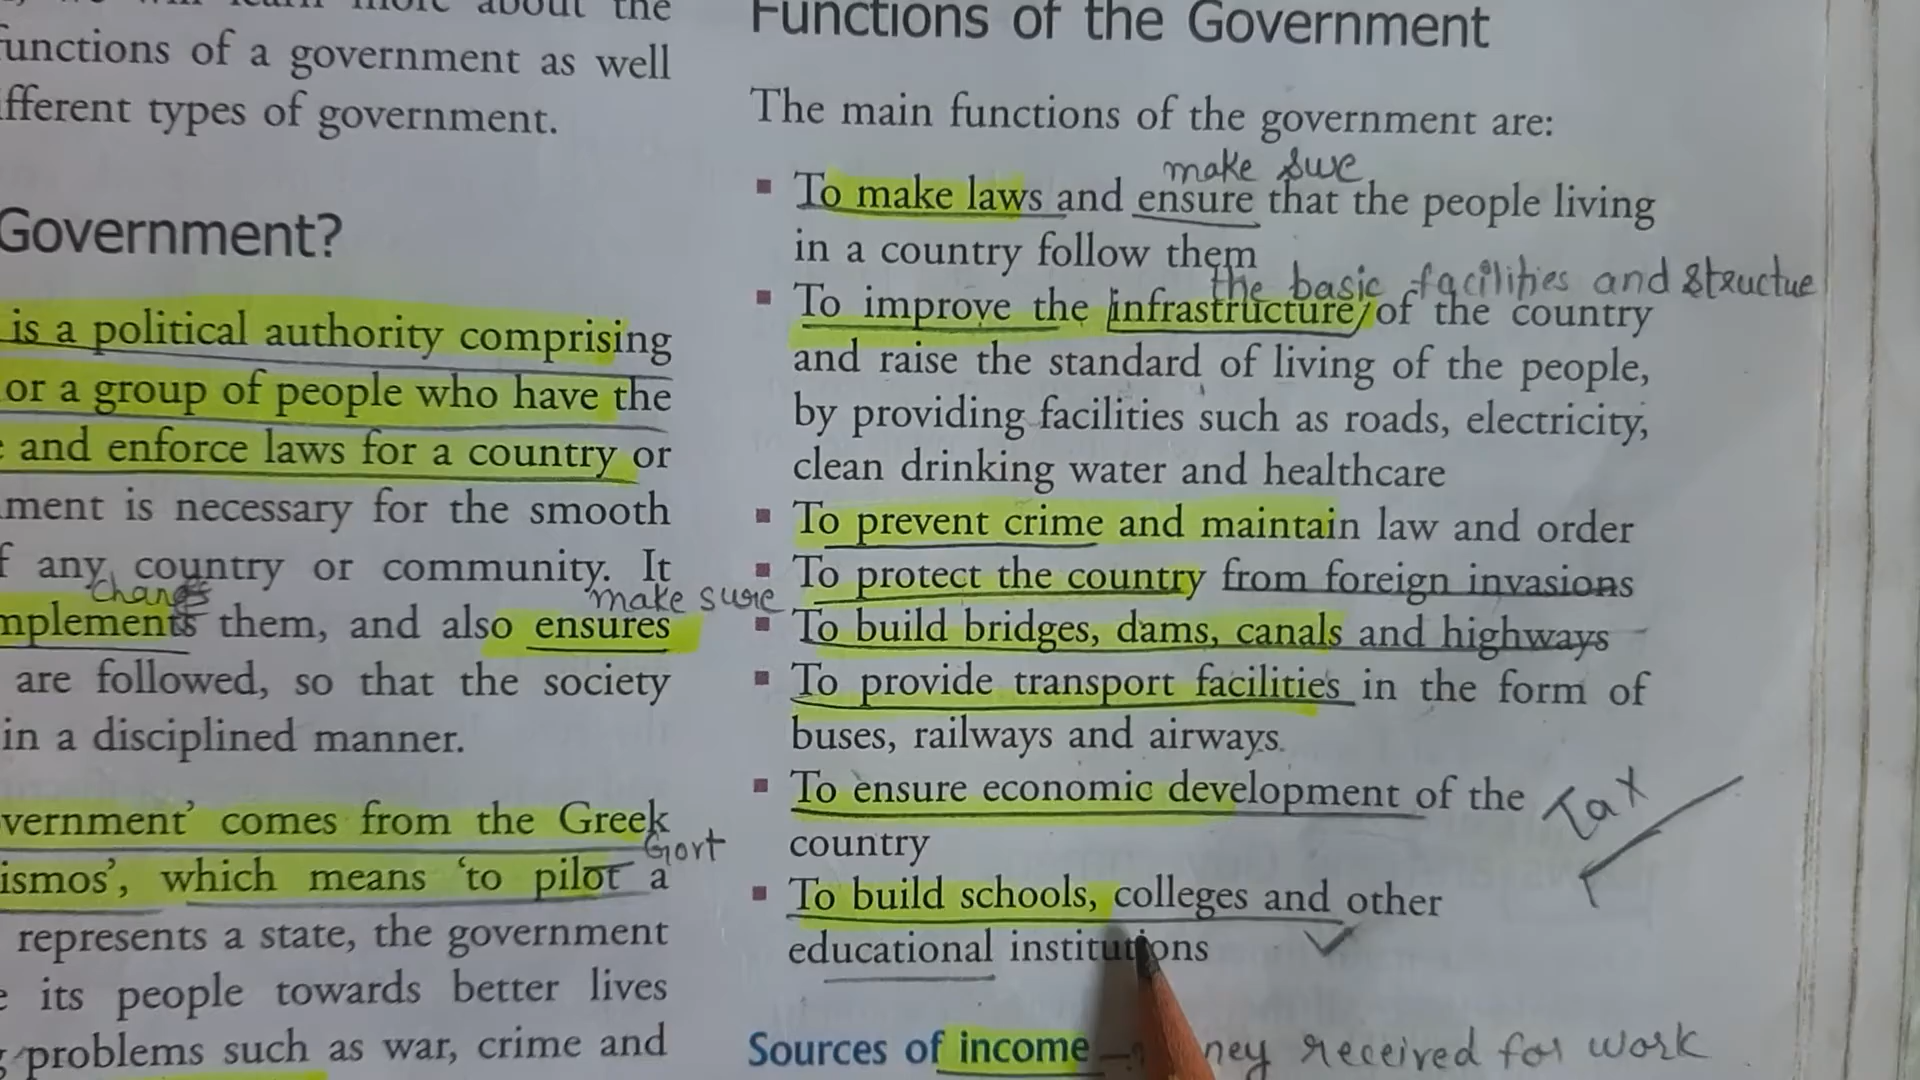 more about the
functions of a government as well
different types of government.
Government?
is a political authority comprising
or a group of people who have the
and enforce laws for a country or
ment is necessary for the smooth
any country or community. It
change
make sure
mplements them, and also ensures
are followed, so that the society
in a disciplined manner.
vernment' comes from the Greek
Govt
ismos', which means 'to pilot a
represents a state, the government
its people towards better lives
problems such as war, crime and
Functions of the Government
The main functions of the government are:
make sure
▪ To make laws and ensure that the people living
in a country follow them
the basic facilities and structue
▪ To improve the infrastructure of the country
and raise the standard of living of the people,
by providing facilities such as roads, electricity,
clean drinking water and healthcare
▪ To prevent crime and maintain law and order
▪ To protect the country from foreign invasions
▪ To build bridges, dams, canals and highways
▪ To provide transport facilities in the form of
buses, railways and airways.
▪ To ensure economic development of the
country
Tax
▪ To build schools, colleges and other
educational institutions
Sources of income – ney received for work